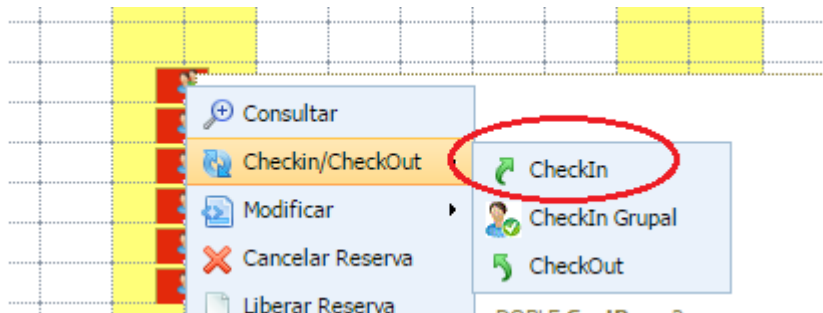 Consultar
Checkin/CheckOut
Modificar
Cancelar Reserva
Liberar Reserva
CheckIn
CheckIn Grupal
CheckOut